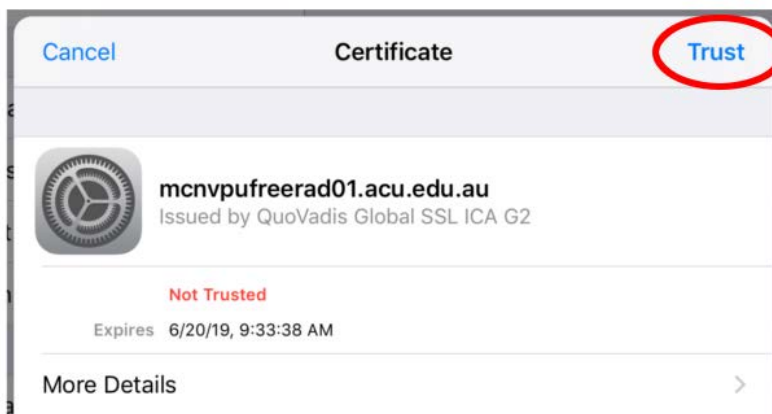 Cancel Certificate Trust
mcnvpufreerad01.acu.edu.au
Issued by QuoVadis Global SSL ICA G2
Not Trusted
Expires 6/20/19, 9:33:38 AM
More Details